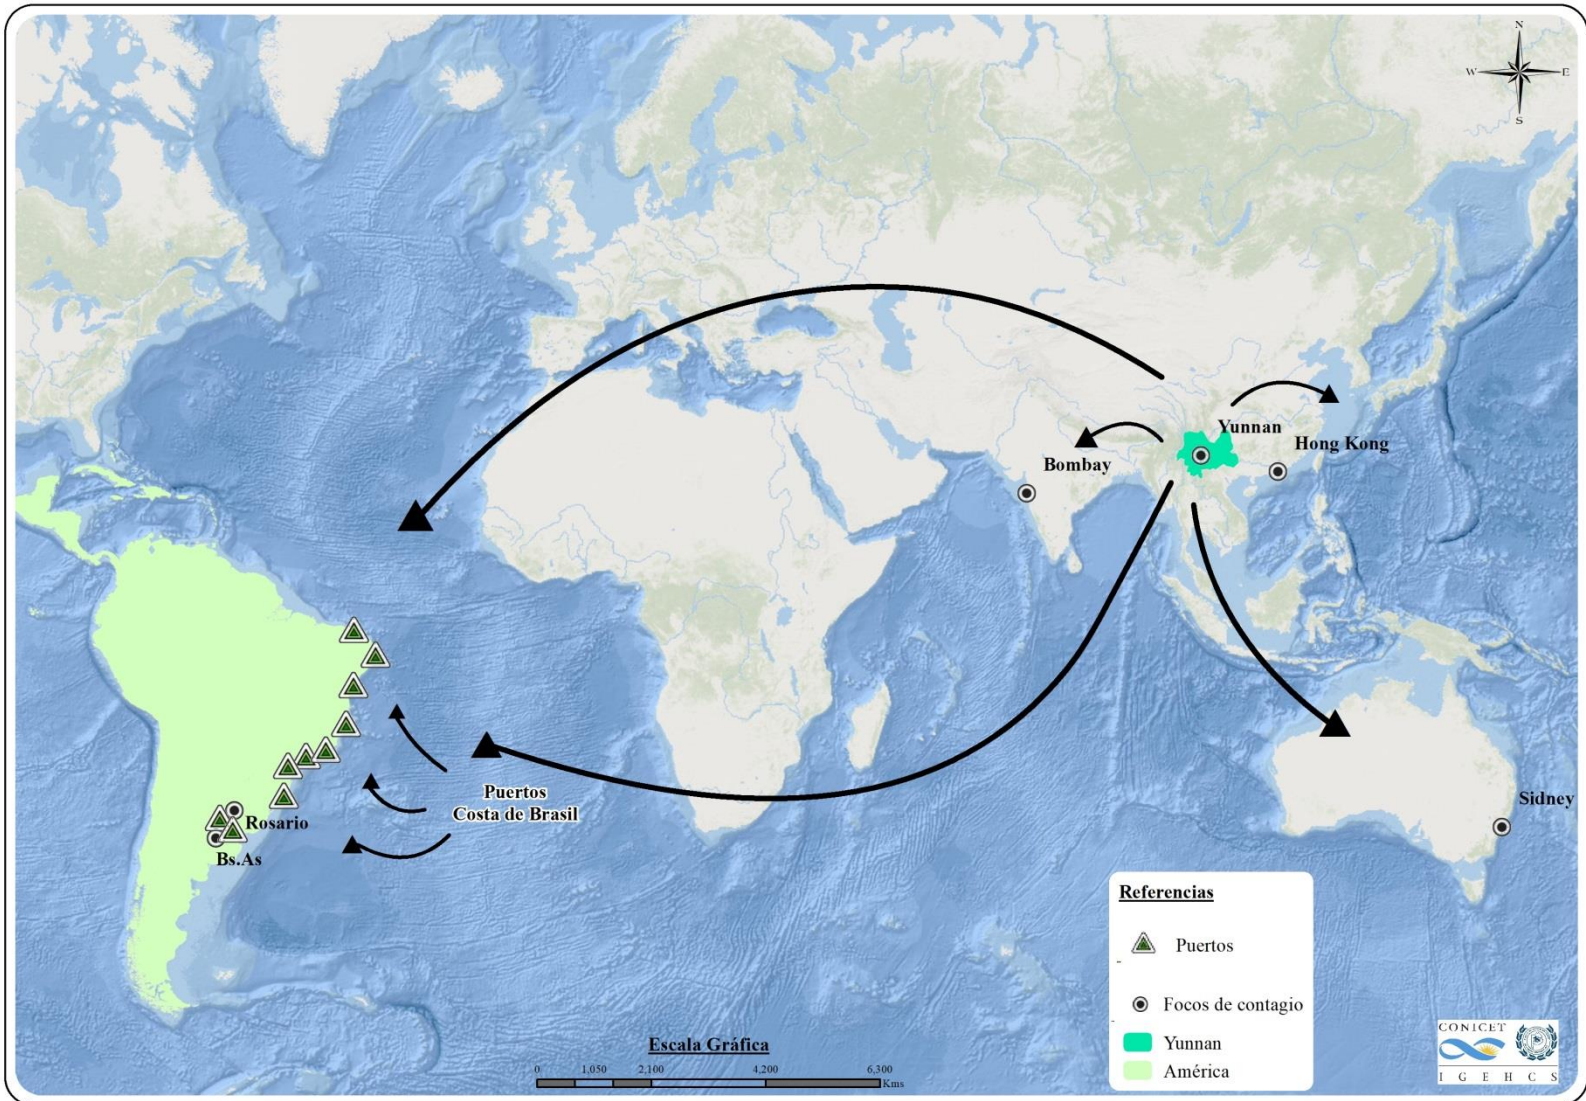 N
W E
S
Yunnan
Hong Kong
Bombay
Puertos
Costa de Brasil
Sidney
Rosario
Bs.As
Referencias
Puertos
Focos de contagio
Yunnan
América
Escala Gráfica
0 1,050 2,100 4,200 6,300
Kms
CONICET
I G E H C S